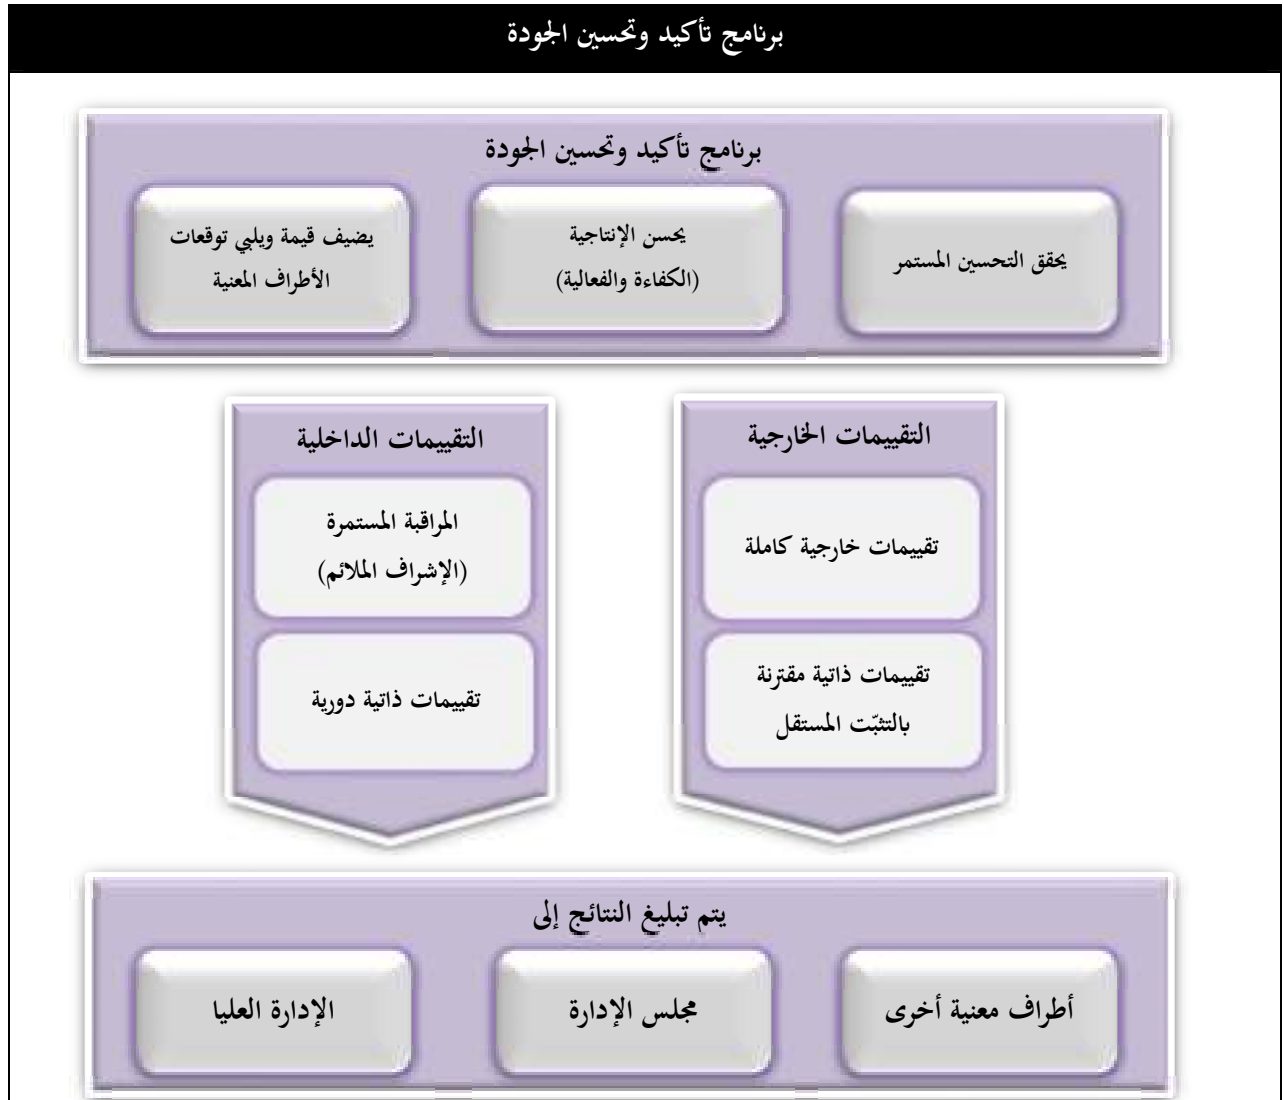 برنامج تأكيد وتحسين الجودة
برنامج تأكيد وتحسين الجودة
يحقق التحسين المستمر
يحسن الإنتاجية
(الكفاءة والفعالية)
يضيف قيمة ويلبي توقعات
الأطراف المعنية
التقييمات الخارجية
تقييمات خارجية كاملة
تقييمات ذاتية مقترنة
بالتثبّت المستقل
التقييمات الداخلية
المراقبة المستمرة
(الإشراف الملائم)
تقييمات ذاتية دورية
يتم تبليغ النتائج إلى
أطراف معنية أخرى
مجلس الإدارة
الإدارة العليا